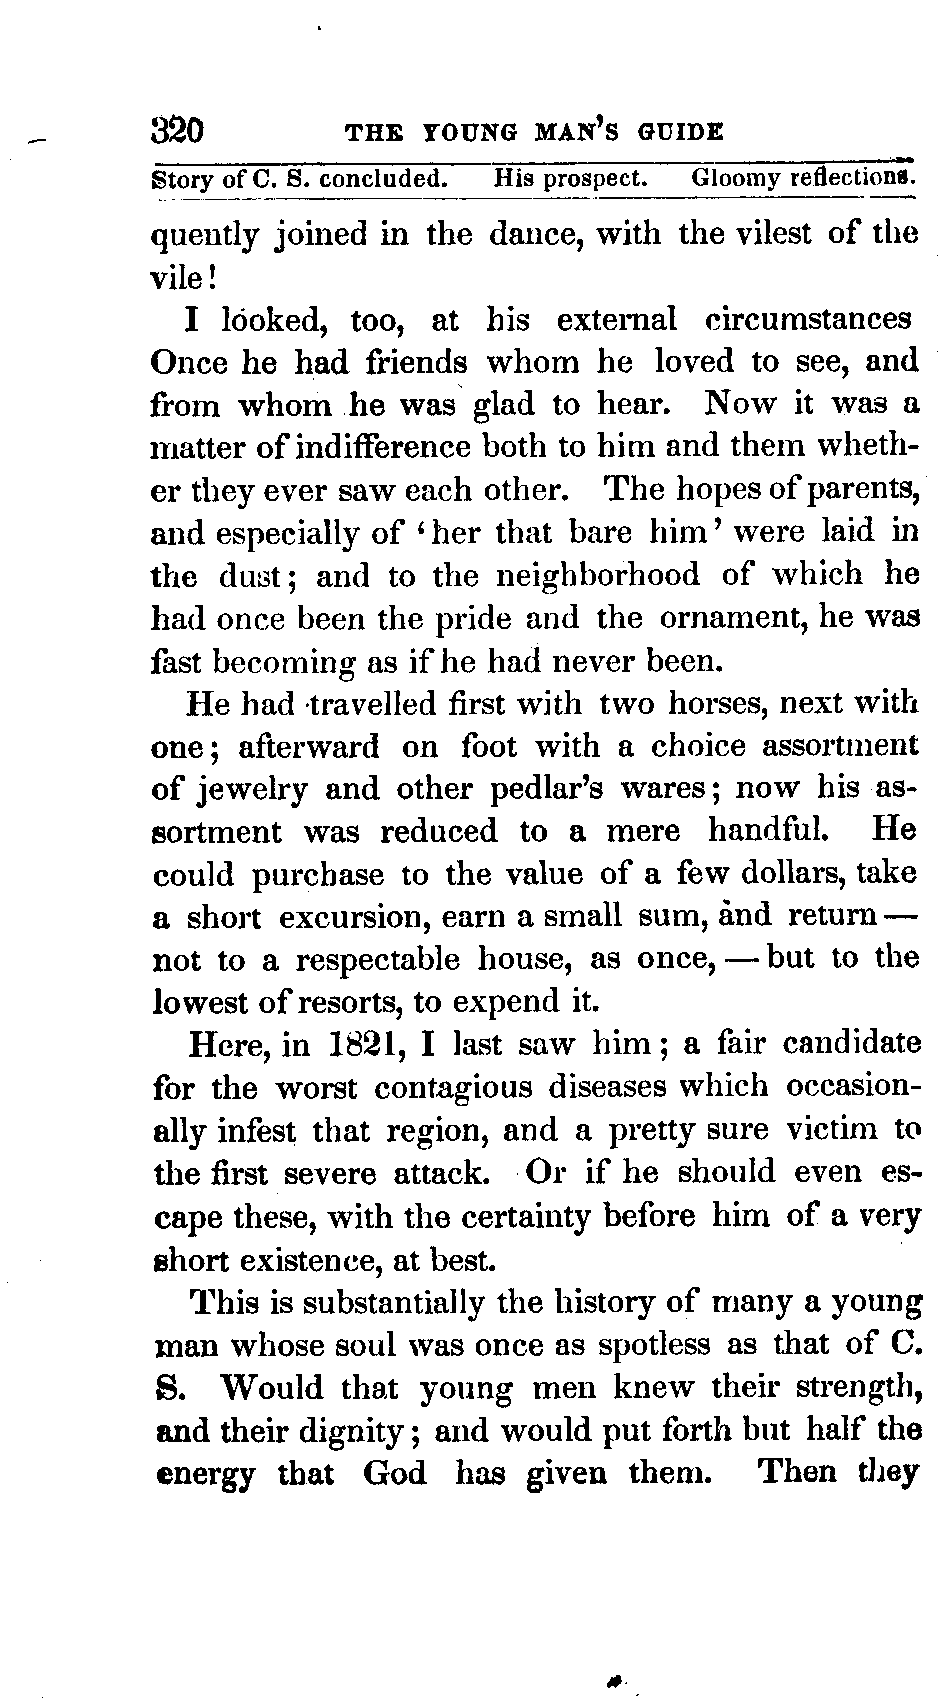 320 THE YOUNG MAN'S GUIDE
Story of C. S. concluded. His prospect. Gloomy reflections.
quently joined in the dance, with the vilest of the
vile!
I looked, too, at his external circumstances
Once he had friends whom he loved to see, and
from whom he was glad to hear. Now it was a
matter of indifference both to him and them wheth-
er they ever saw each other. The hopes of parents,
and especially of ‘her that bare him’ were laid in
the dust; and to the neighborhood of which he
had once been the pride and the ornament, he was
fast becoming as if he had never been.
He had travelled first with two horses, next with
one; afterward on foot with a choice assortment
of jewelry and other pedlar's wares; now his as-
sortment was reduced to a mere handful. He
could purchase to the value of a few dollars, take
a short excursion, earn a small sum, and return —
not to a respectable house, as once, — but to the
lowest of resorts, to expend it.
Here, in 1821, I last saw him; a fair candidate
for the worst contagious diseases which occasion-
ally infest that region, and a pretty sure victim to
the first severe attack. Or if he should even es-
cape these, with the certainty before him of a very
short existence, at best.
This is substantially the history of many a young
man whose soul was once as spotless as that of C.
S. Would that young men knew their strength,
and their dignity; and would put forth but half the
energy that God has given them. Then they